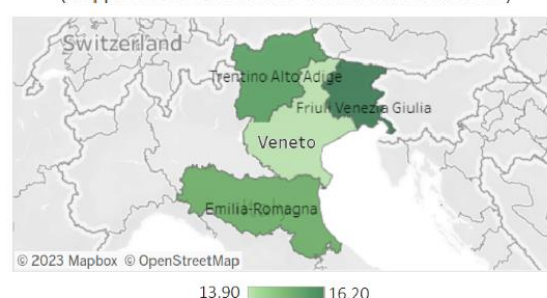 Switzerland
Trentino Alto Adige
Friuli Venezia Giulia
Veneto
Emilia-Romagna
© 2023 Mapbox © OpenStreetMap
13.90 16.20